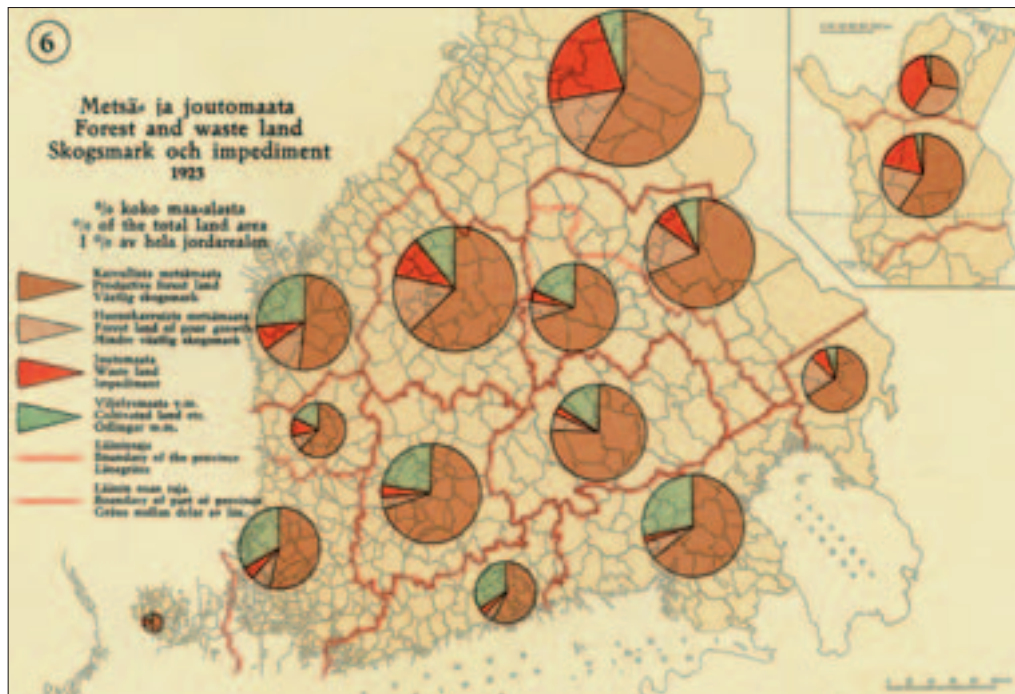 6
Metsä- ja joutomaata
Forest and waste land
Skogsmark och impediment
1923
% koko maa-alasta
% of the total land area
I % av hela jordarealen
Kasvullista metsämaata
Productive forest land
Växtlig skogsmark
Huonokasvuista metsämaata
Forest land of poor growth
Mindre växtlig skogsmark
Joutomaata
Waste land
Impediment
Viljelysmaata y.m.
Cultivated land etc.
Odlingar m.m.
Lääninraja
Boundary of the province
Länsgräns
Läänin osan raja
Boundary of part of province
Gräns mellan delar av län